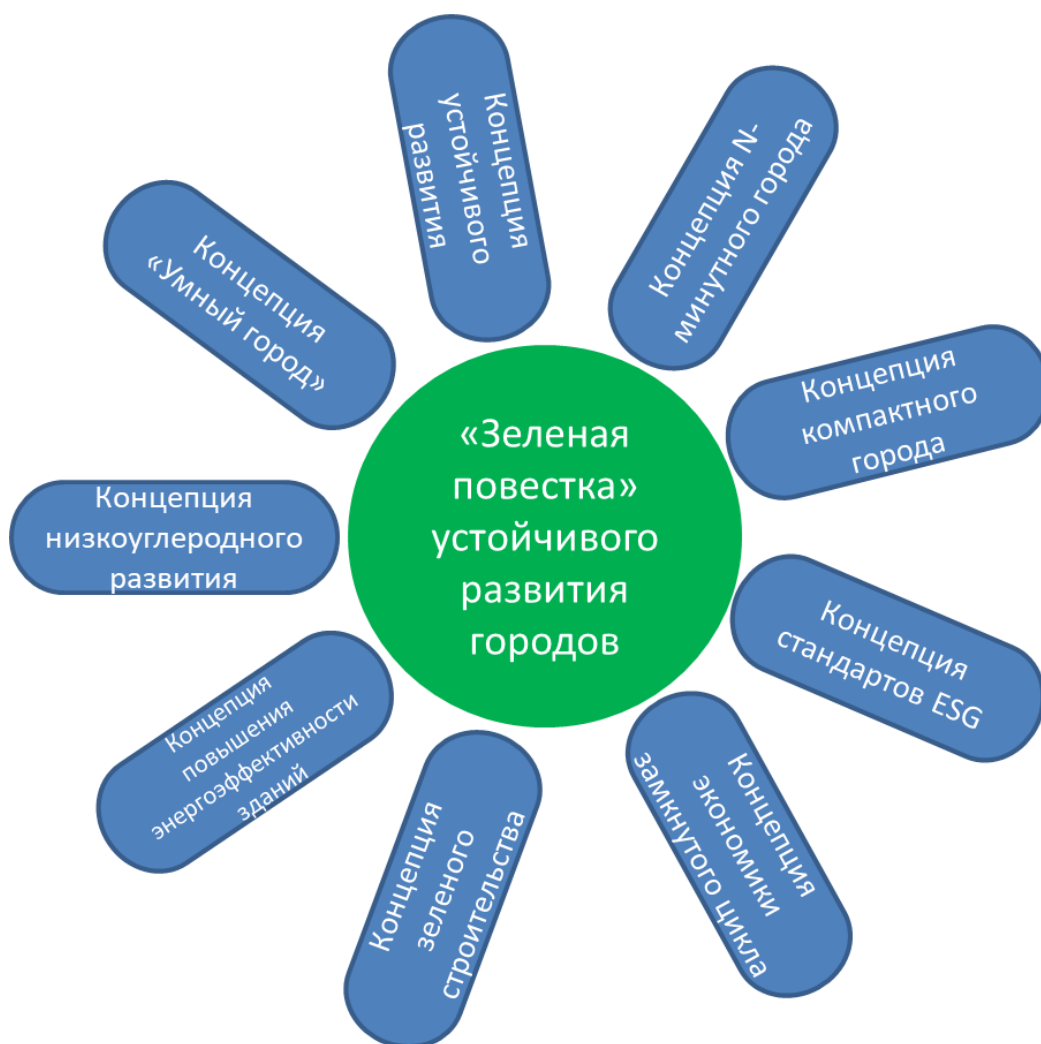 Концепция
устойчивого
развития
Концепция N-
минутного города
Концепция
компактного
города
Концепция
стандартов ESG
Концепция
экономики
замкнутого цикла
Концепция
зеленого
строительства
Концепция
повышения
энергоэффективности
зданий
Концепция
низкоуглеродного
развития
Концепция
«Умный город»
«Зеленая
повестка»
устойчивого
развития
городов